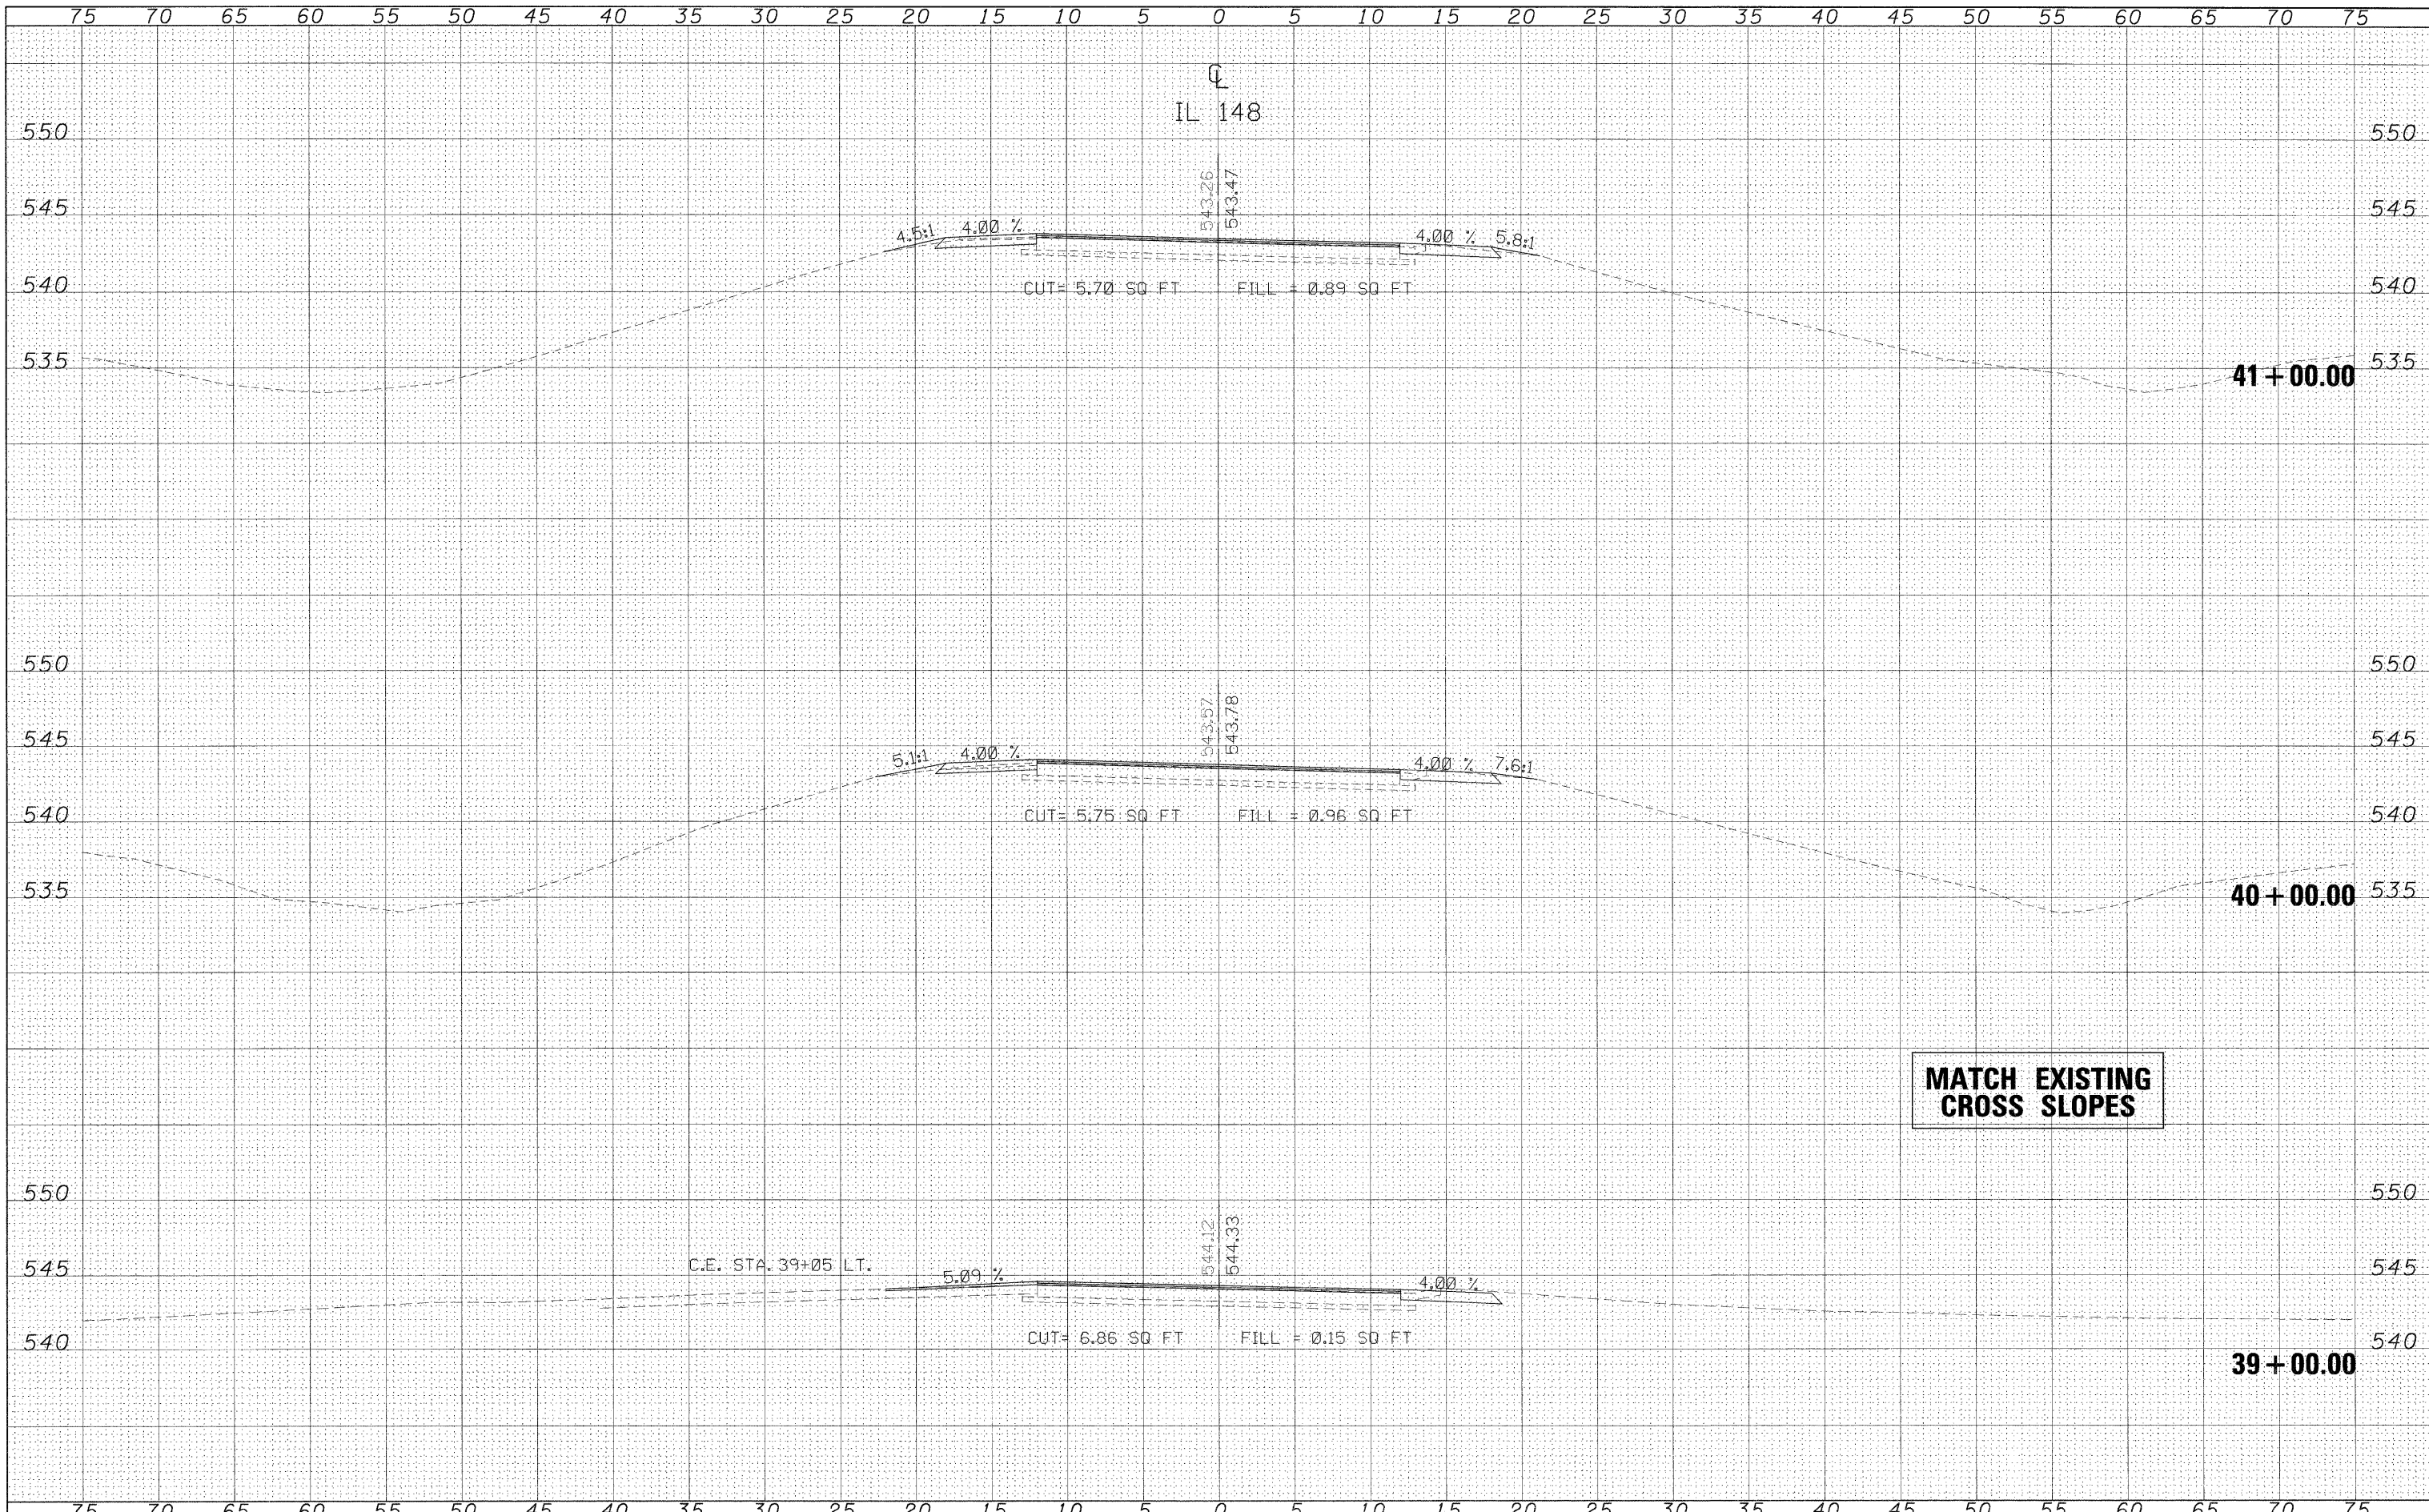 75 70 65 60 55 50 45 40 35 30 25 20 15 10 5 0 5 10 15 20 25 30 35 40 45 50 55 60 65 70 75
℄
IL 148
550 550
543.26 543.47
545 545
4.5:1 4.00 % 4.00 % 5.8:1
540 CUT= 5.70 SQ FT FILL = 0.89 SQ FT 540
535 535
41+00.00
550 550
543.57 543.78
545 545
5.1:1 4.00 % 4.00 % 7.6:1
540 CUT= 5.75 SQ FT FILL = 0.96 SQ FT 540
535 40+00.00 535
MATCH EXISTING
CROSS SLOPES
550 550
544.12 544.33
C.E. STA. 39+05 LT.
545 545
5.09 % 4.00 %
540 CUT= 6.86 SQ FT FILL = 0.15 SQ FT 540
39+00.00
75 70 65 60 55 50 45 40 35 30 25 20 15 10 5 0 5 10 15 20 25 30 35 40 45 50 55 60 65 70 75